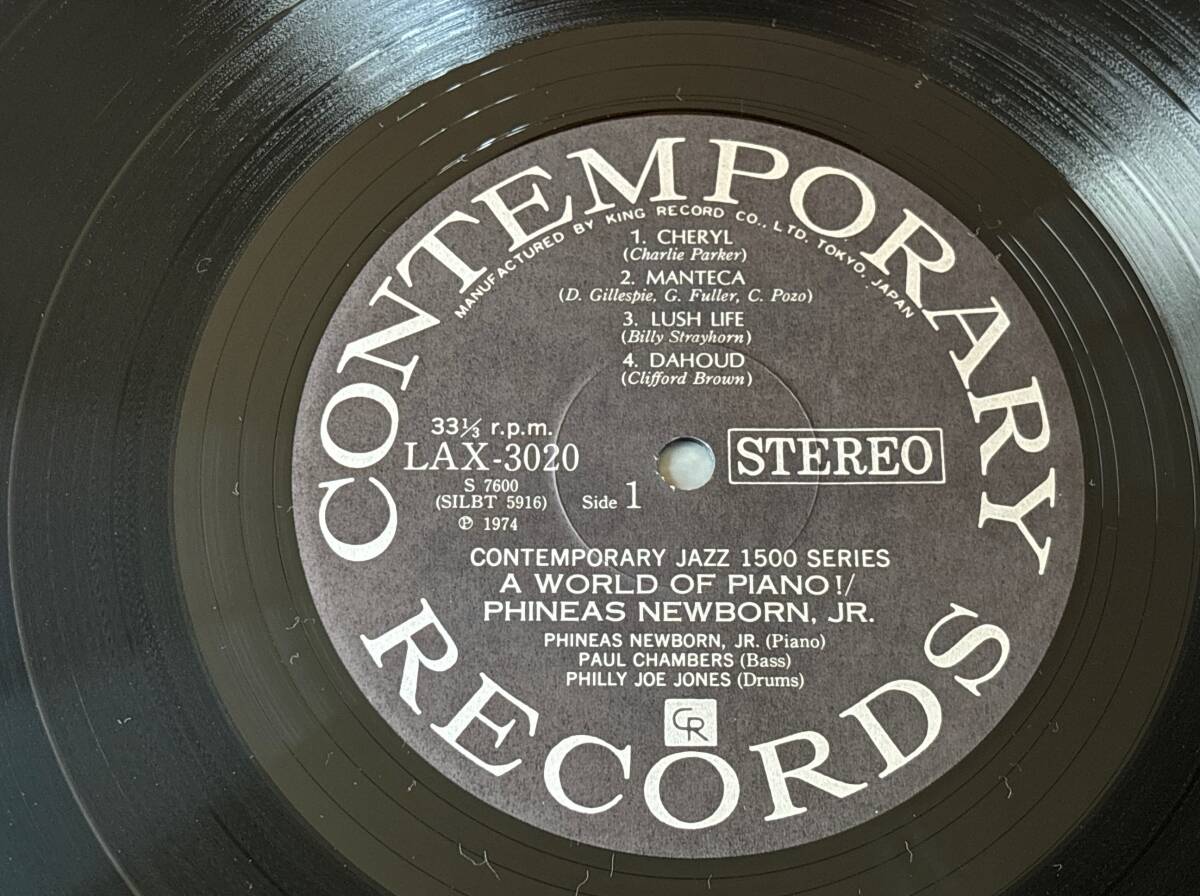 CONTEMPORARY
MANUFACTURED BY KING RECORD CO., LTD. TOKYO, JAPAN
1. CHERYL
(Charlie Parker)
2. MANTECA
(D. Gillespie, G. Fuller, C. Pozo)
3. LUSH LIFE
(Billy Strayhorn)
4. DAHOUD
(Clifford Brown)
33⅓ r.p.m.
LAX-3020
S 7600
(SILBT 5916)
Side 1
℗ 1974
STEREO
CONTEMPORARY JAZZ 1500 SERIES
A WORLD OF PIANO!/
PHINEAS NEWBORN, JR.
PHINEAS NEWBORN, JR. (Piano)
PAUL CHAMBERS (Bass)
PHILLY JOE JONES (Drums)
CR
RECORDS